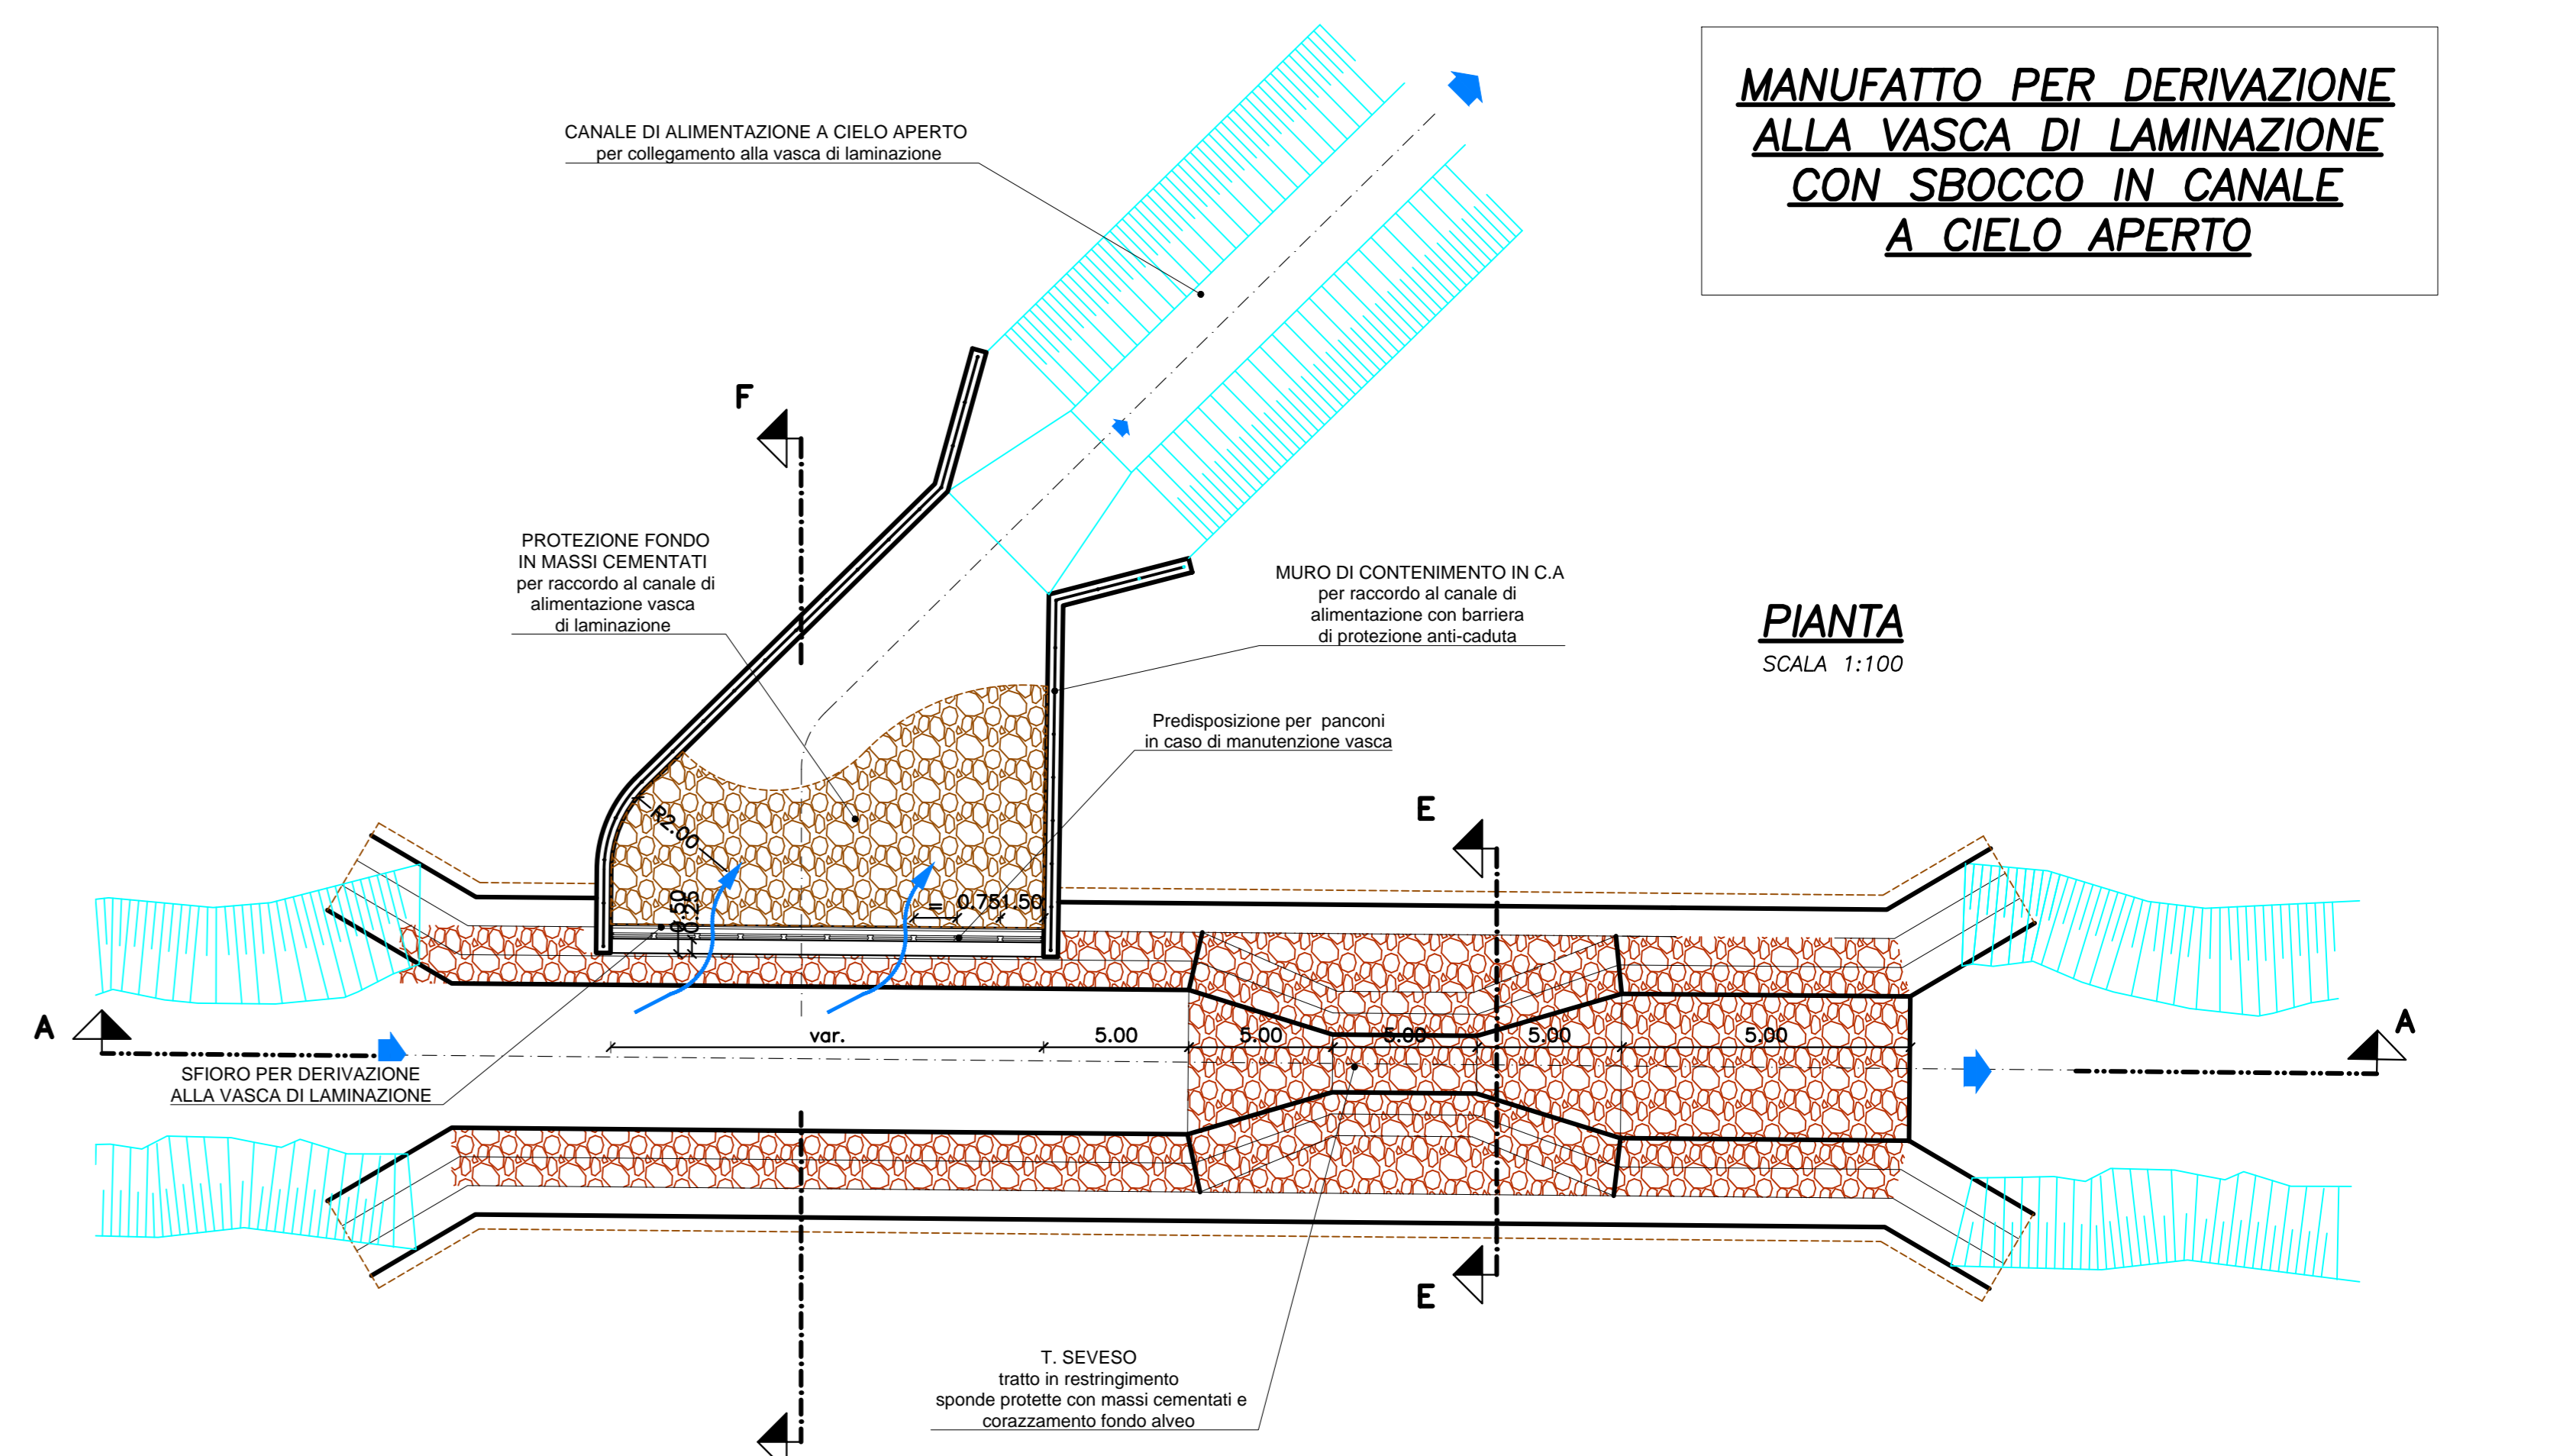 MANUFATTO PER DERIVAZIONE
ALLA VASCA DI LAMINAZIONE
CON SBOCCO IN CANALE
A CIELO APERTO
CANALE DI ALIMENTAZIONE A CIELO APERTO
per collegamento alla vasca di laminazione
F
PROTEZIONE FONDO
IN MASSI CEMENTATI
per raccordo al canale di
alimentazione vasca
di laminazione
MURO DI CONTENIMENTO IN C.A
per raccordo al canale di
alimentazione con barriera
di protezione anti-caduta
PIANTA
SCALA 1:100
Predisposizione per panconi
in caso di manutenzione vasca
E
R2.00
0.50
0.25
=
0.75
1.50
A
A
var.
5.00
5.00
5.00
5.00
5.00
SFIORO PER DERIVAZIONE
ALLA VASCA DI LAMINAZIONE
E
T. SEVESO
tratto in restringimento
sponde protette con massi cementati e
corazzamento fondo alveo